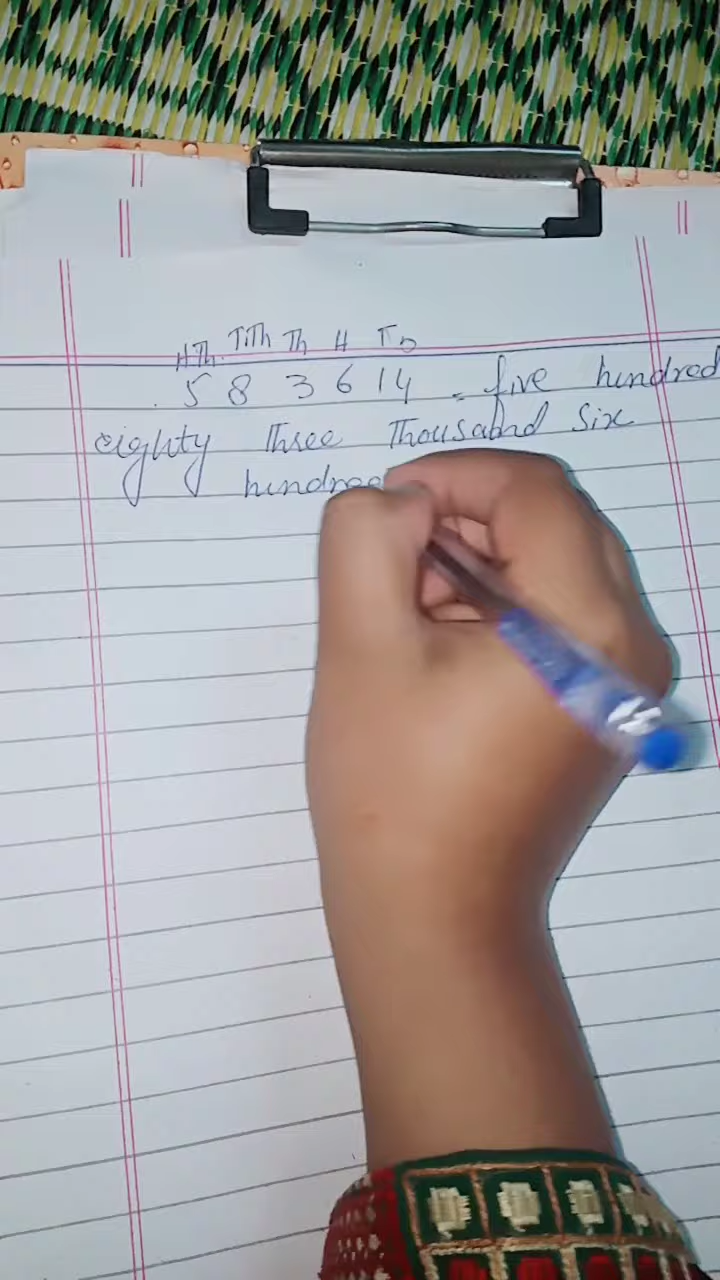 HTh. TTh Th H T O
5 8 3 6 1 4 = five hundred
eighty three Thousand six
hundred